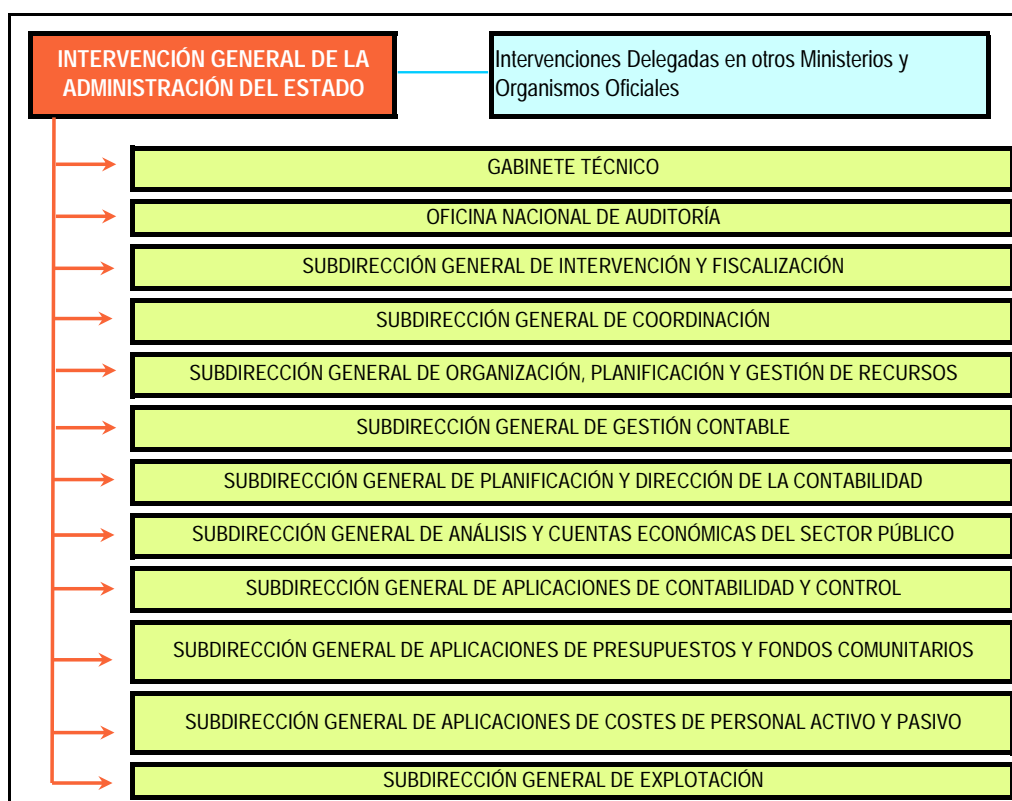 INTERVENCIÓN GENERAL DE LA
ADMINISTRACIÓN DEL ESTADO
Intervenciones Delegadas en otros Ministerios y
Organismos Oficiales
GABINETE TÉCNICO
OFICINA NACIONAL DE AUDITORÍA
SUBDIRECCIÓN GENERAL DE INTERVENCIÓN Y FISCALIZACIÓN
SUBDIRECCIÓN GENERAL DE COORDINACIÓN
SUBDIRECCIÓN GENERAL DE ORGANIZACIÓN, PLANIFICACIÓN Y GESTIÓN DE RECURSOS
SUBDIRECCIÓN GENERAL DE GESTIÓN CONTABLE
SUBDIRECCIÓN GENERAL DE PLANIFICACIÓN Y DIRECCIÓN DE LA CONTABILIDAD
SUBDIRECCIÓN GENERAL DE ANÁLISIS Y CUENTAS ECONÓMICAS DEL SECTOR PÚBLICO
SUBDIRECCIÓN GENERAL DE APLICACIONES DE CONTABILIDAD Y CONTROL
SUBDIRECCIÓN GENERAL DE APLICACIONES DE PRESUPUESTOS Y FONDOS COMUNITARIOS
SUBDIRECCIÓN GENERAL DE APLICACIONES DE COSTES DE PERSONAL ACTIVO Y PASIVO
SUBDIRECCIÓN GENERAL DE EXPLOTACIÓN